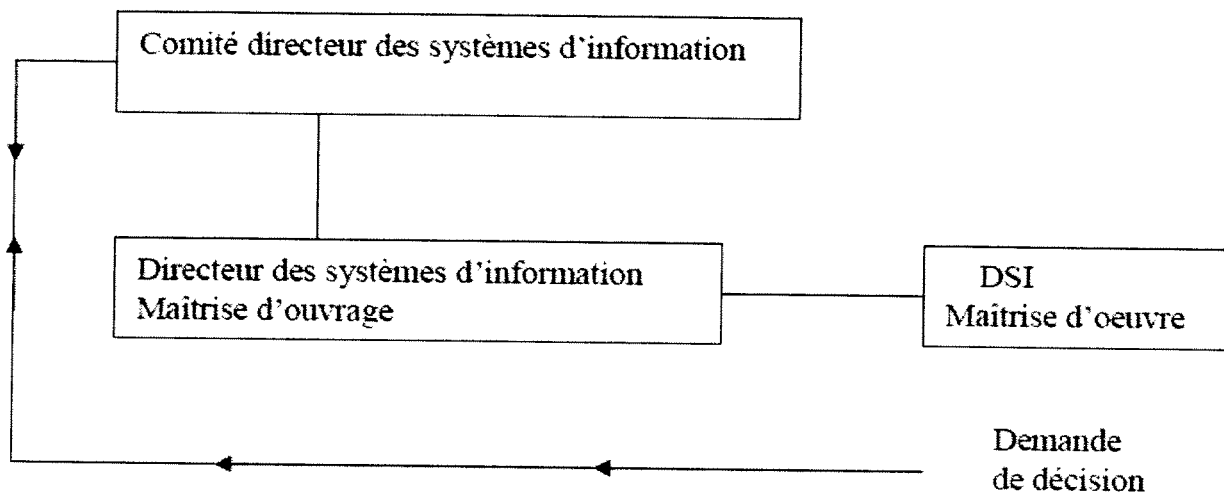 Comité directeur des systèmes d'information
Directeur des systèmes d'information
Maîtrise d'ouvrage
DSI
Maîtrise d'oeuvre
Demande
de décision